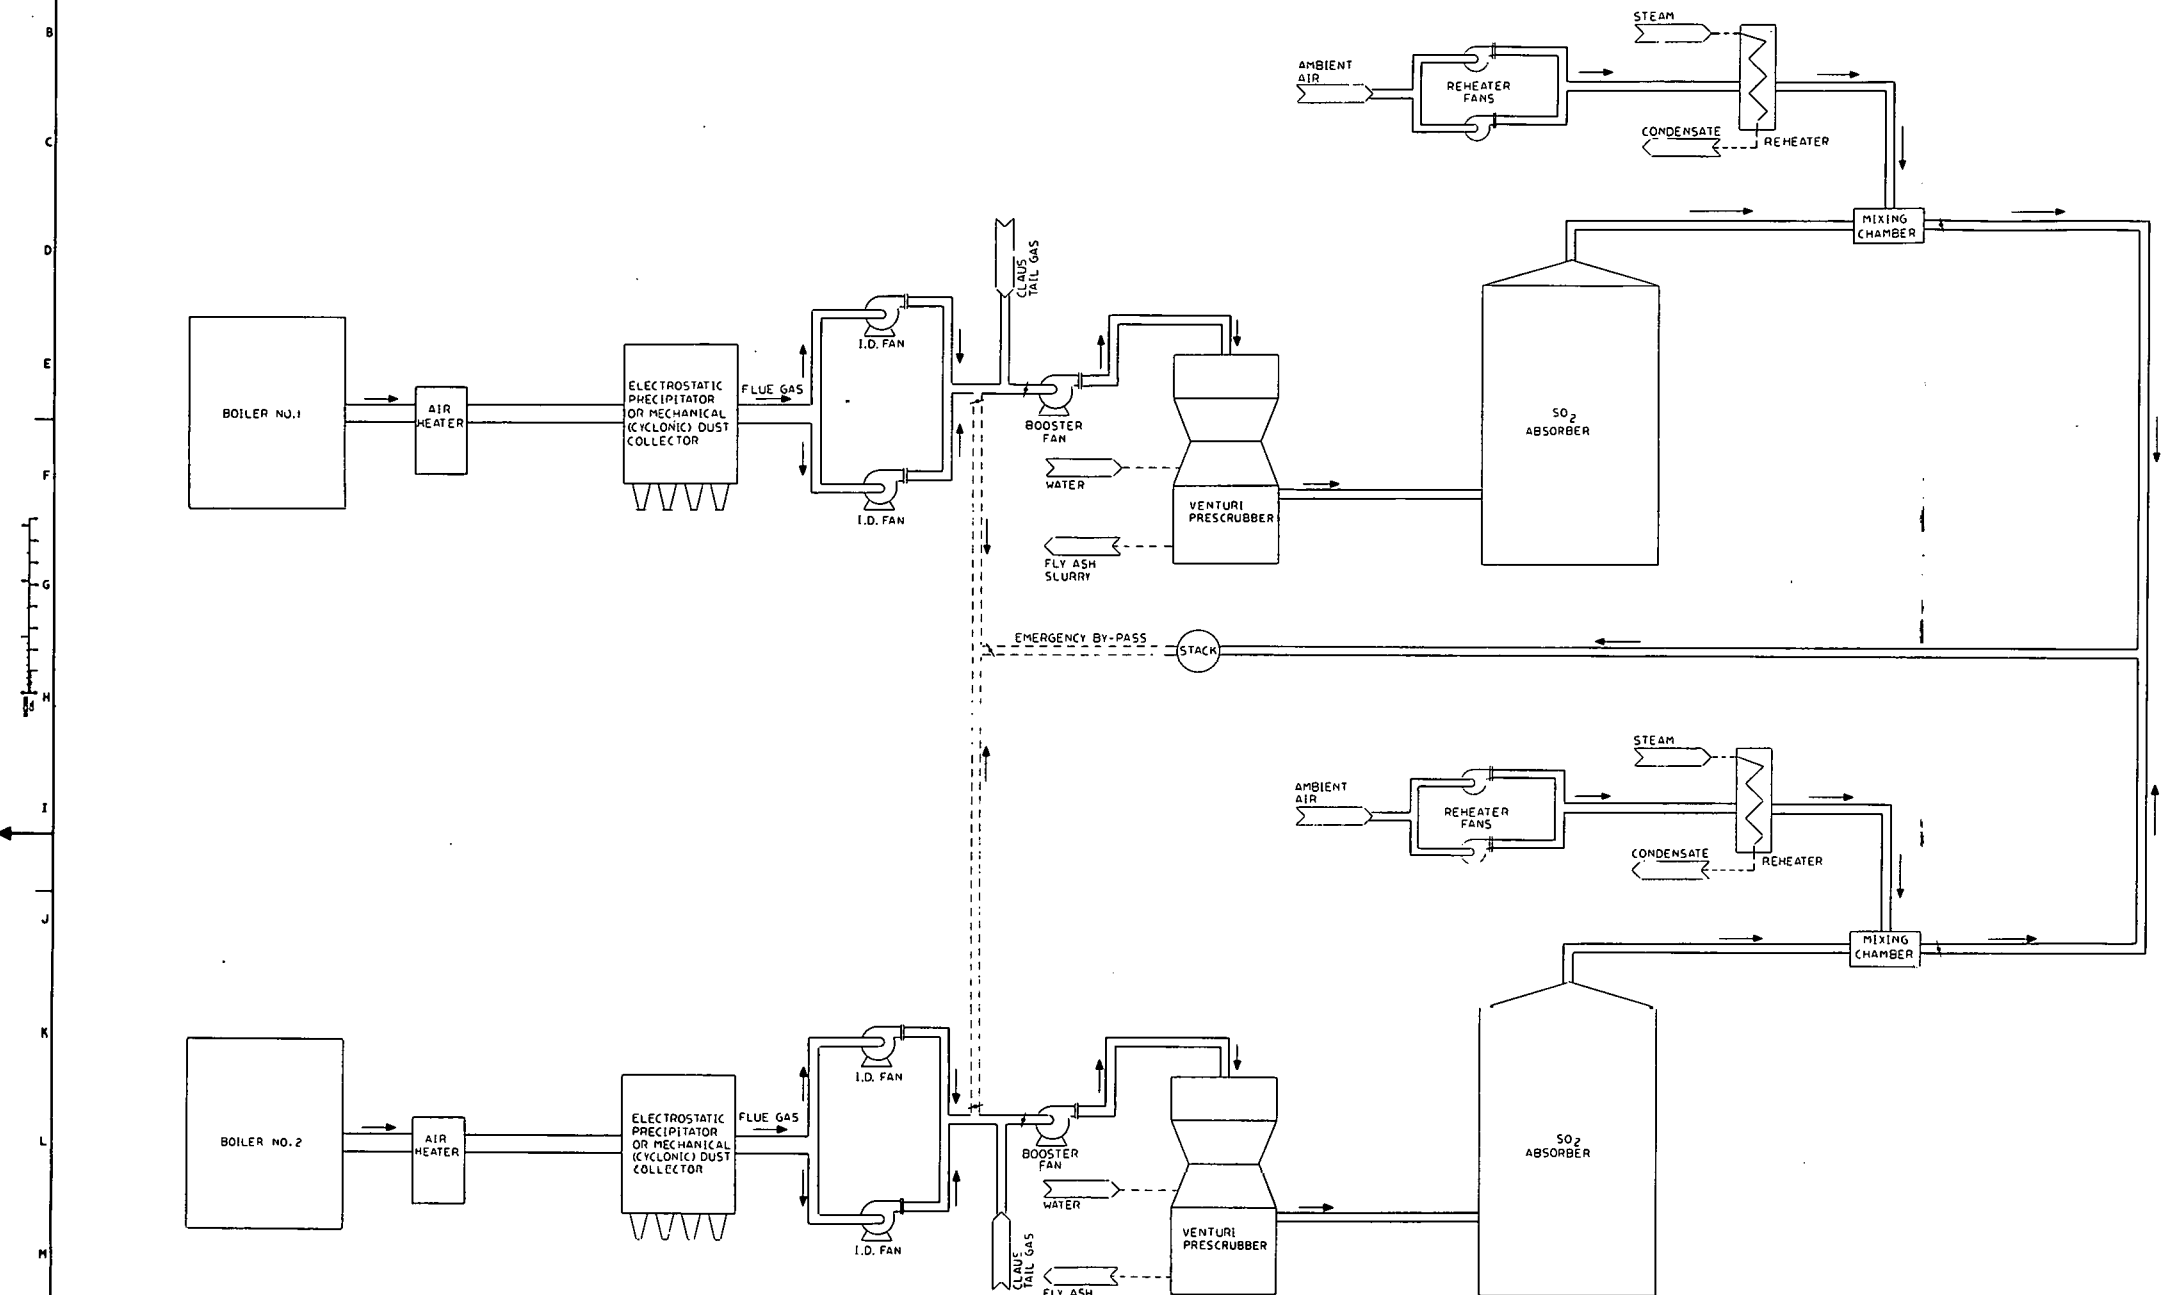 B
C
D
E
F
G
H
I
J
K
L
M
STEAM
AMBIENT
AIR
REHEATER
FANS
CONDENSATE
REHEATER
MIXING
CHAMBER
CLAUS
TAIL GAS
I.D. FAN
BOILER NO.1
AIR
HEATER
ELECTROSTATIC
PRECIPITATOR
OR MECHANICAL
(CYCLONIC) DUST
COLLECTOR
FLUE GAS
I.D. FAN
BOOSTER
FAN
WATER
VENTURI
PRESCRUBBER
FLY ASH
SLURRY
SO2
ABSORBER
EMERGENCY BY-PASS
STACK
STEAM
AMBIENT
AIR
REHEATER
FANS
CONDENSATE
REHEATER
MIXING
CHAMBER
I.D. FAN
BOILER NO.2
AIR
HEATER
ELECTROSTATIC
PRECIPITATOR
OR MECHANICAL
(CYCLONIC) DUST
COLLECTOR
FLUE GAS
I.D. FAN
BOOSTER
FAN
WATER
VENTURI
PRESCRUBBER
CLAUS
TAIL GAS
FLY ASH
SO2
ABSORBER